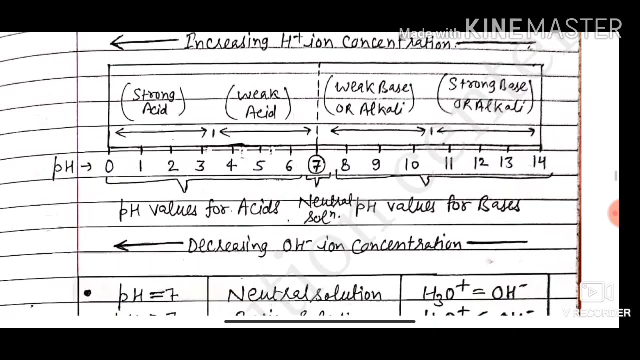 Made with KINEMASTER
Increasing H+ ion concentration
(Strong Acid) (Weak Acid) (Weak Base OR Alkali) (Strong Base OR Alkali)
pH → 0 1 2 3 4 5 6 7 8 9 10 11 12 13 14
pH values for Acids. Neutral soln. pH values for Bases
Decreasing OH- ion concentration
• pH = 7 Neutral solution H3O+ = OH-
V RECORDER